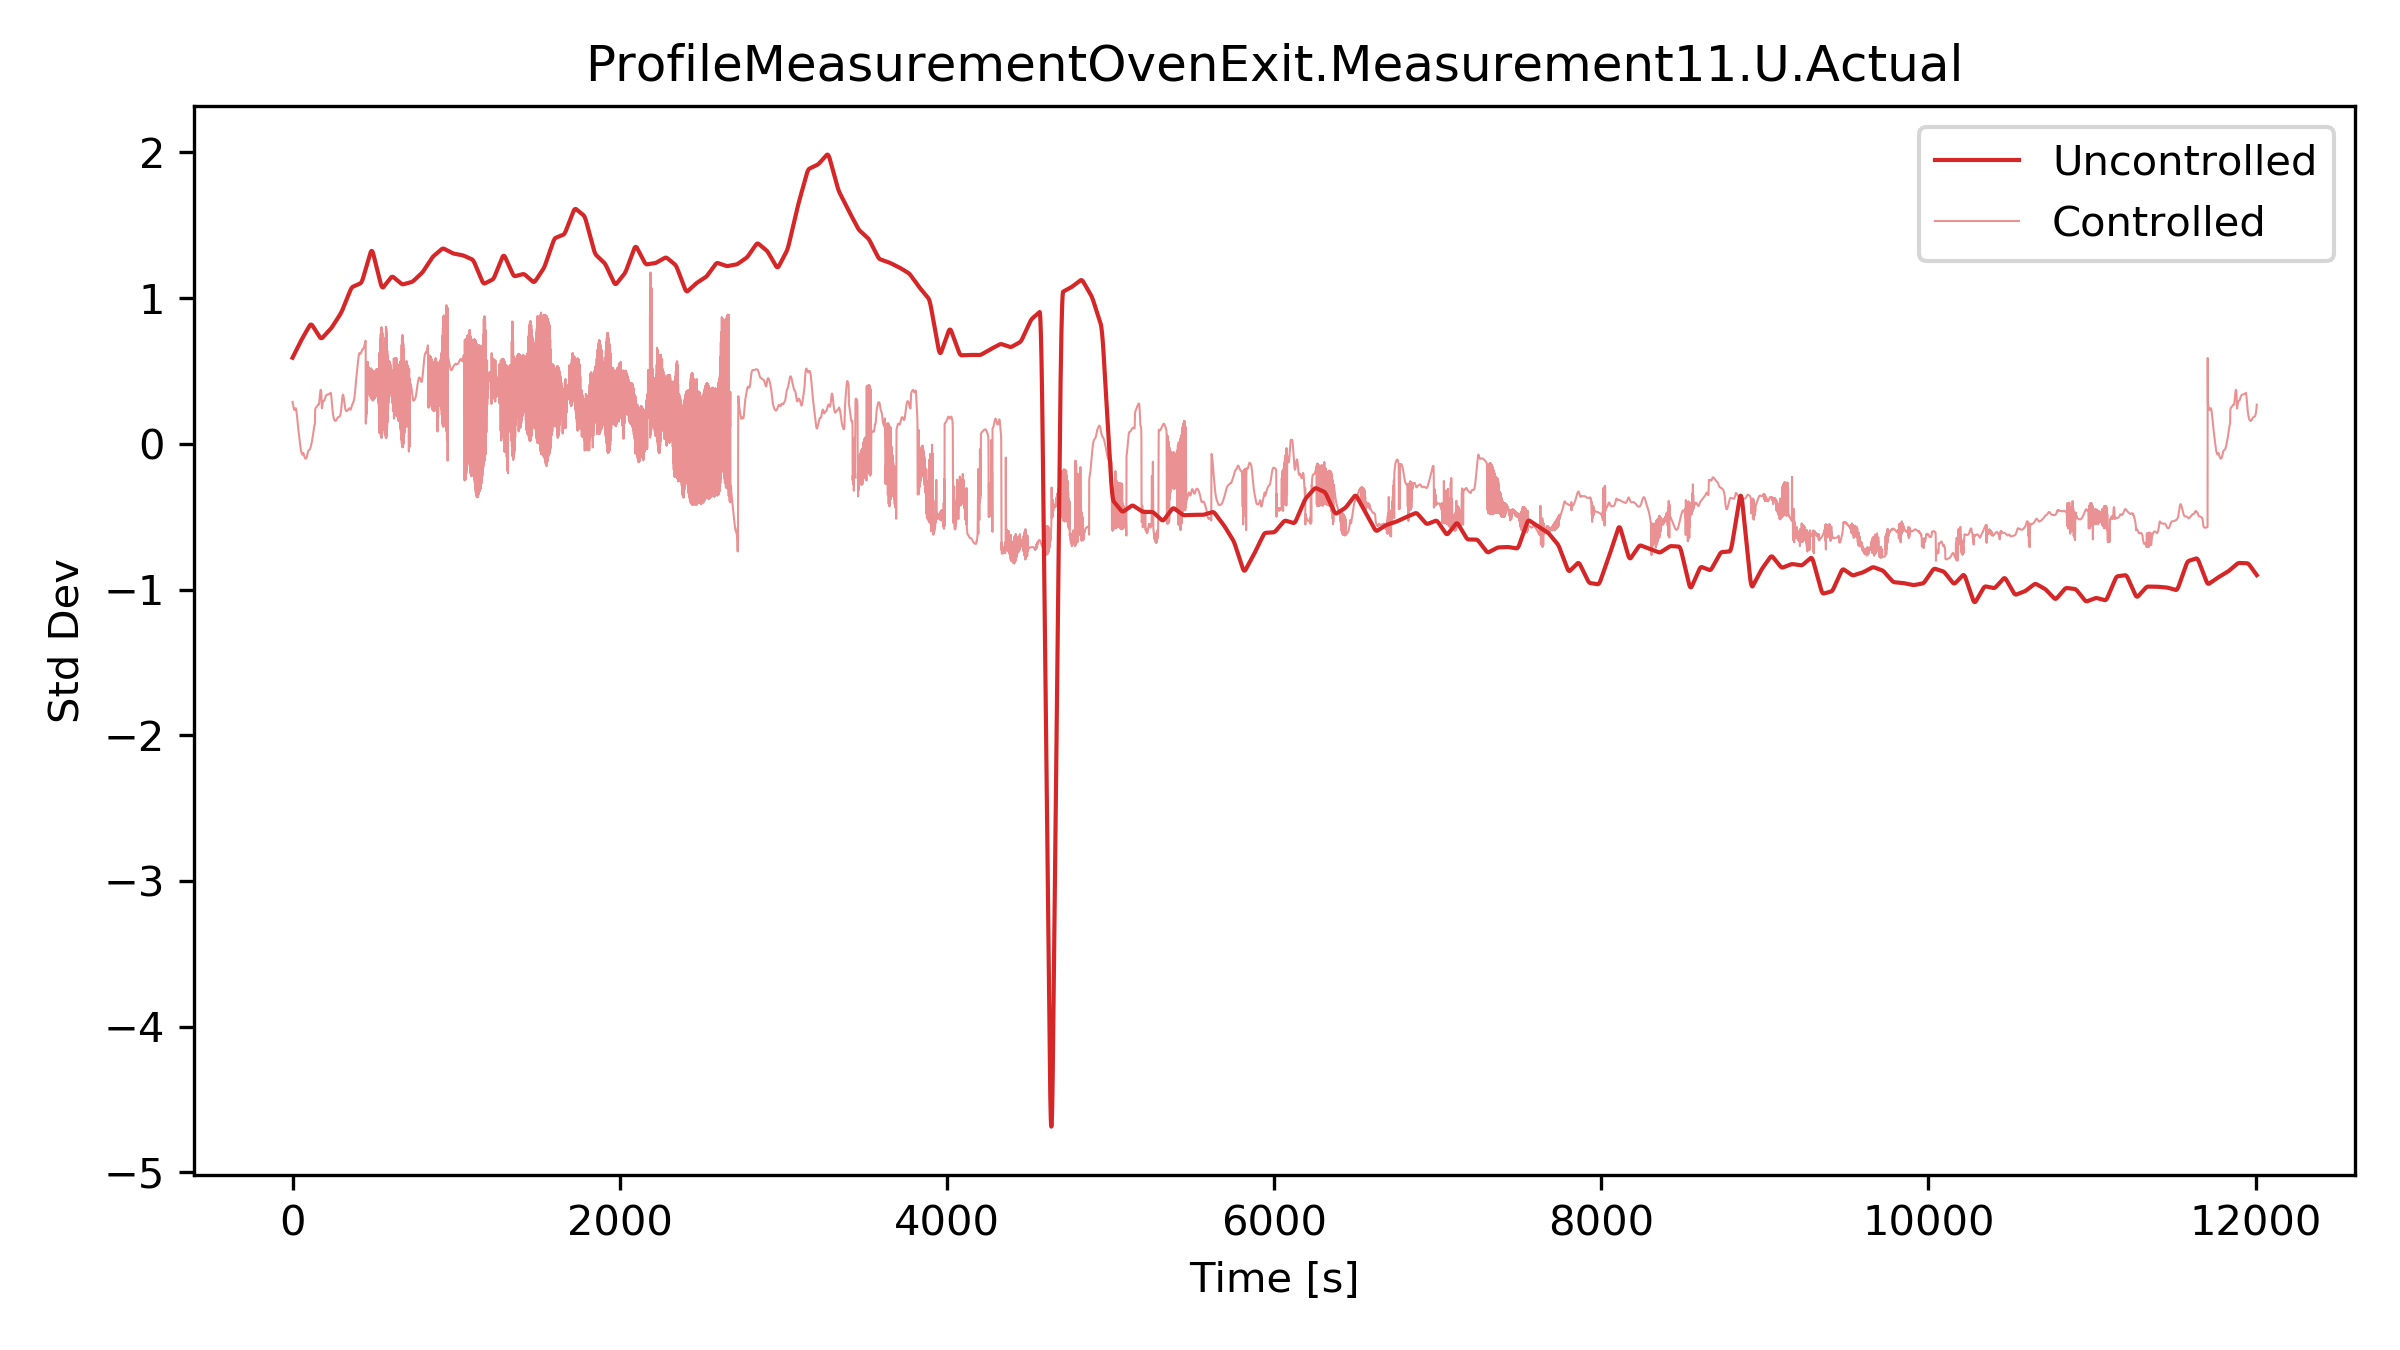 ProfileMeasurementOvenExit.Measurement11.U.Actual
Uncontrolled
Controlled
2
1
0
−1
−2
−3
−4
−5
Std Dev
0 2000 4000 6000 8000 10000 12000
Time [s]